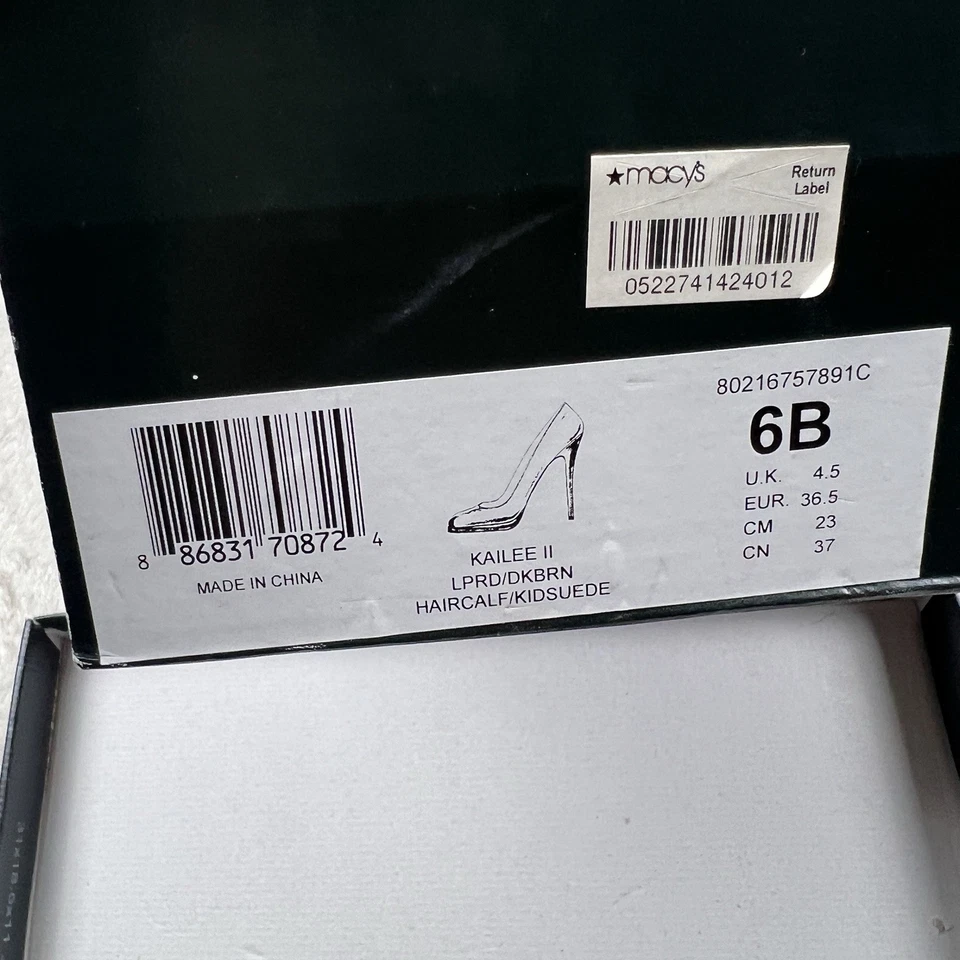 ★macy's
Return
Label
0522741424012
8 86831 70872 4
MADE IN CHINA
KAILEE II
LPRD/DKBRN
HAIRCALF/KIDSUEDE
80216757891C
6B
U.K. 4.5
EUR. 36.5
CM 23
CN 37